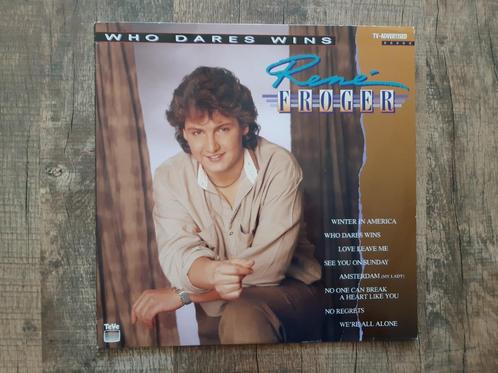 WHO DARES WINS
TV-ADVERTISED
René
FROGER
WINTER IN AMERICA
WHO DARES WINS
LOVE LEAVE ME
SEE YOU ON SUNDAY
AMSTERDAM (MY LADY)
NO ONE CAN BREAK
A HEART LIKE YOU
NO REGRETS
WE'RE ALL ALONE
TeVe